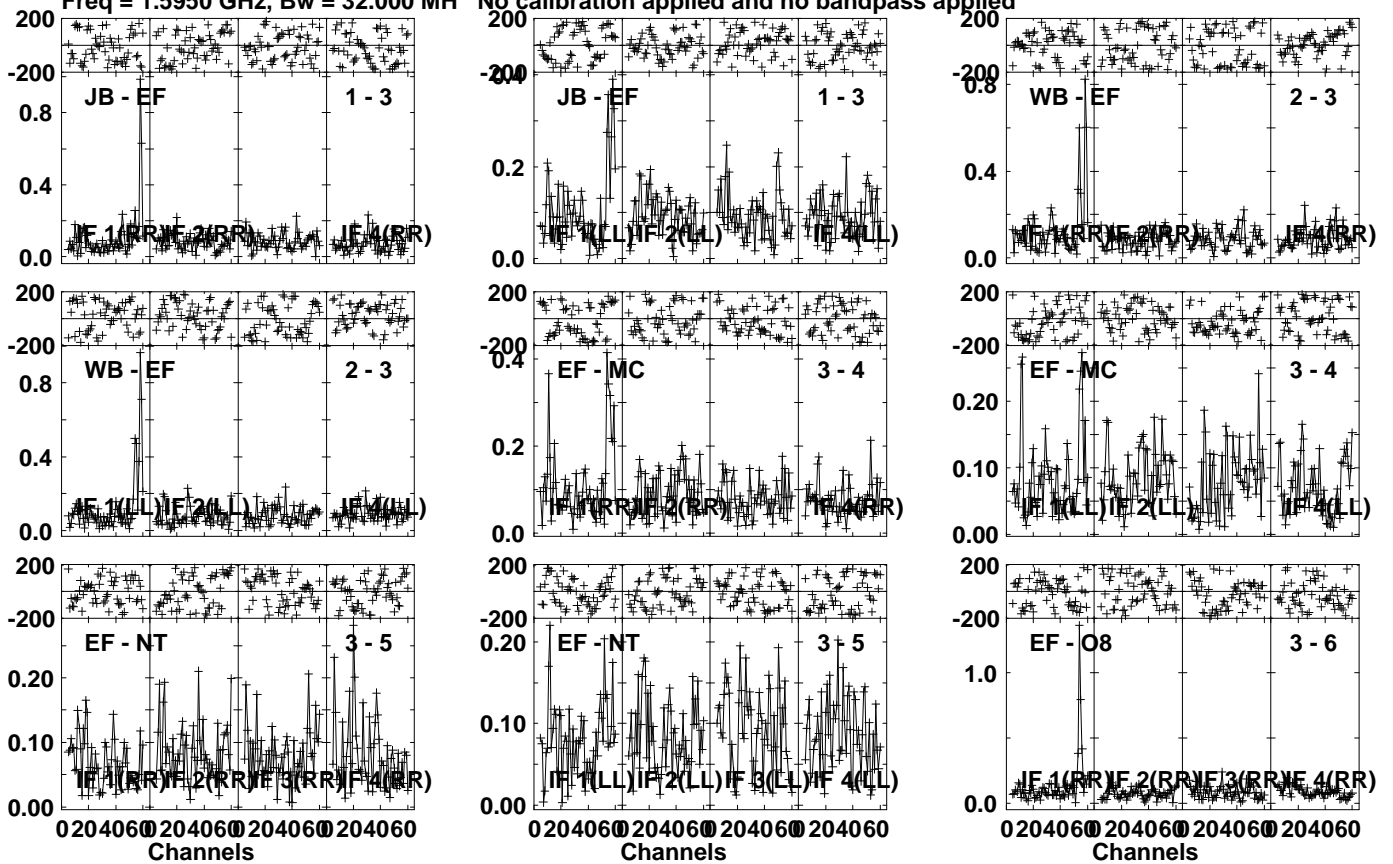 Freq = 1.5950 GHz, Bw = 32.000 MH No calibration applied and no bandpass applied
200
-200
JB - EF 1 - 3
0.8
0.4
0.0
IF 1(RR) IF 2(RR) IF 4(RR)
-200
0.4
JB - EF 1 - 3
0.2
0.0
IF 1(LL) IF 2(LL) IF 4(LL)
200
-200
WB - EF 2 - 3
0.8
0.4
0.0
IF 1(RR) IF 2(RR) IF 4(RR)
200
-200
WB - EF 2 - 3
0.8
0.4
0.0
IF 1(LL) IF 2(LL) IF 4(LL)
200
-200
EF - MC 3 - 4
0.4
0.2
0.0
IF 1(RR) IF 2(RR) IF 4(RR)
200
-200
EF - MC 3 - 4
0.20
0.10
0.00
IF 1(LL) IF 2(LL) IF 4(LL)
200
-200
EF - NT 3 - 5
0.20
0.10
0.00
IF 1(RR) IF 2(RR) IF 3(RR) IF 4(RR)
0 20 40 60 0 20 40 60 0 20 40 60 0 20 40 60
Channels
200
-200
EF - NT 3 - 5
0.20
0.10
0.00
IF 1(LL) IF 2(LL) IF 3(LL) IF 4(LL)
0 20 40 60 0 20 40 60 0 20 40 60 0 20 40 60
Channels
200
-200
EF - O8 3 - 6
1.0
0.0
IF 1(RR) IF 2(RR) IF 3(RR) IF 4(RR)
0 20 40 60 0 20 40 60 0 20 40 60 0 20 40 60
Channels